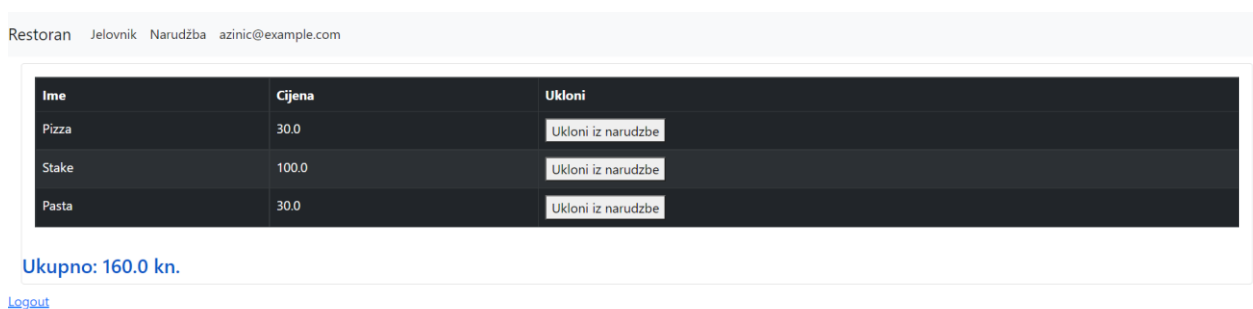 Restoran Jelovnik Narudžba azinic@example.com
Ime Cijena Ukloni
Pizza 30.0 Ukloni iz narudzbe
Stake 100.0 Ukloni iz narudzbe
Pasta 30.0 Ukloni iz narudzbe
Ukupno: 160.0 kn.
Logout